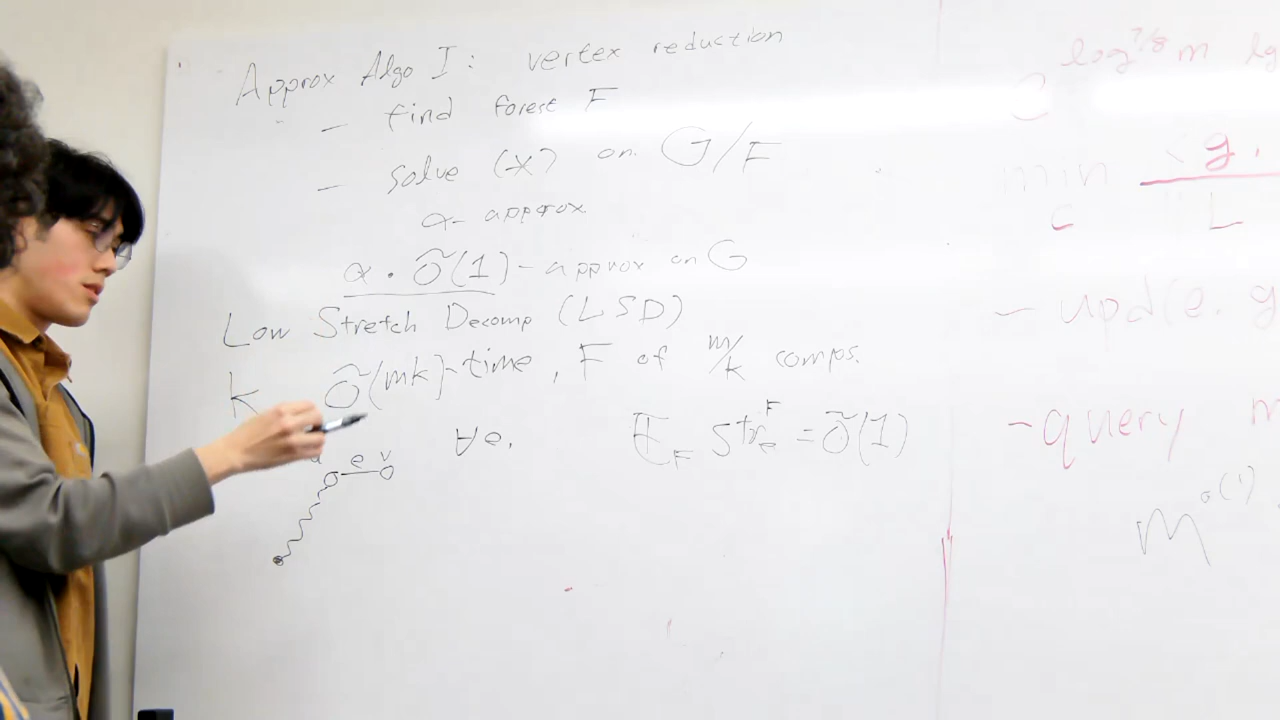 Approx Algo I: vertex reduction
- find forest F
- solve (X) on G/F
α-approx
α · Õ(1)-approx on G
Low Stretch Decomp (LSD)
k Õ(mk)-time, F of m/k comps.
∀e, 𝔼_F str_e^F = Õ(1)
u e v
log^{7/8} m
min g.
c L
- upd(e. g
- query m
m^{o(1)}